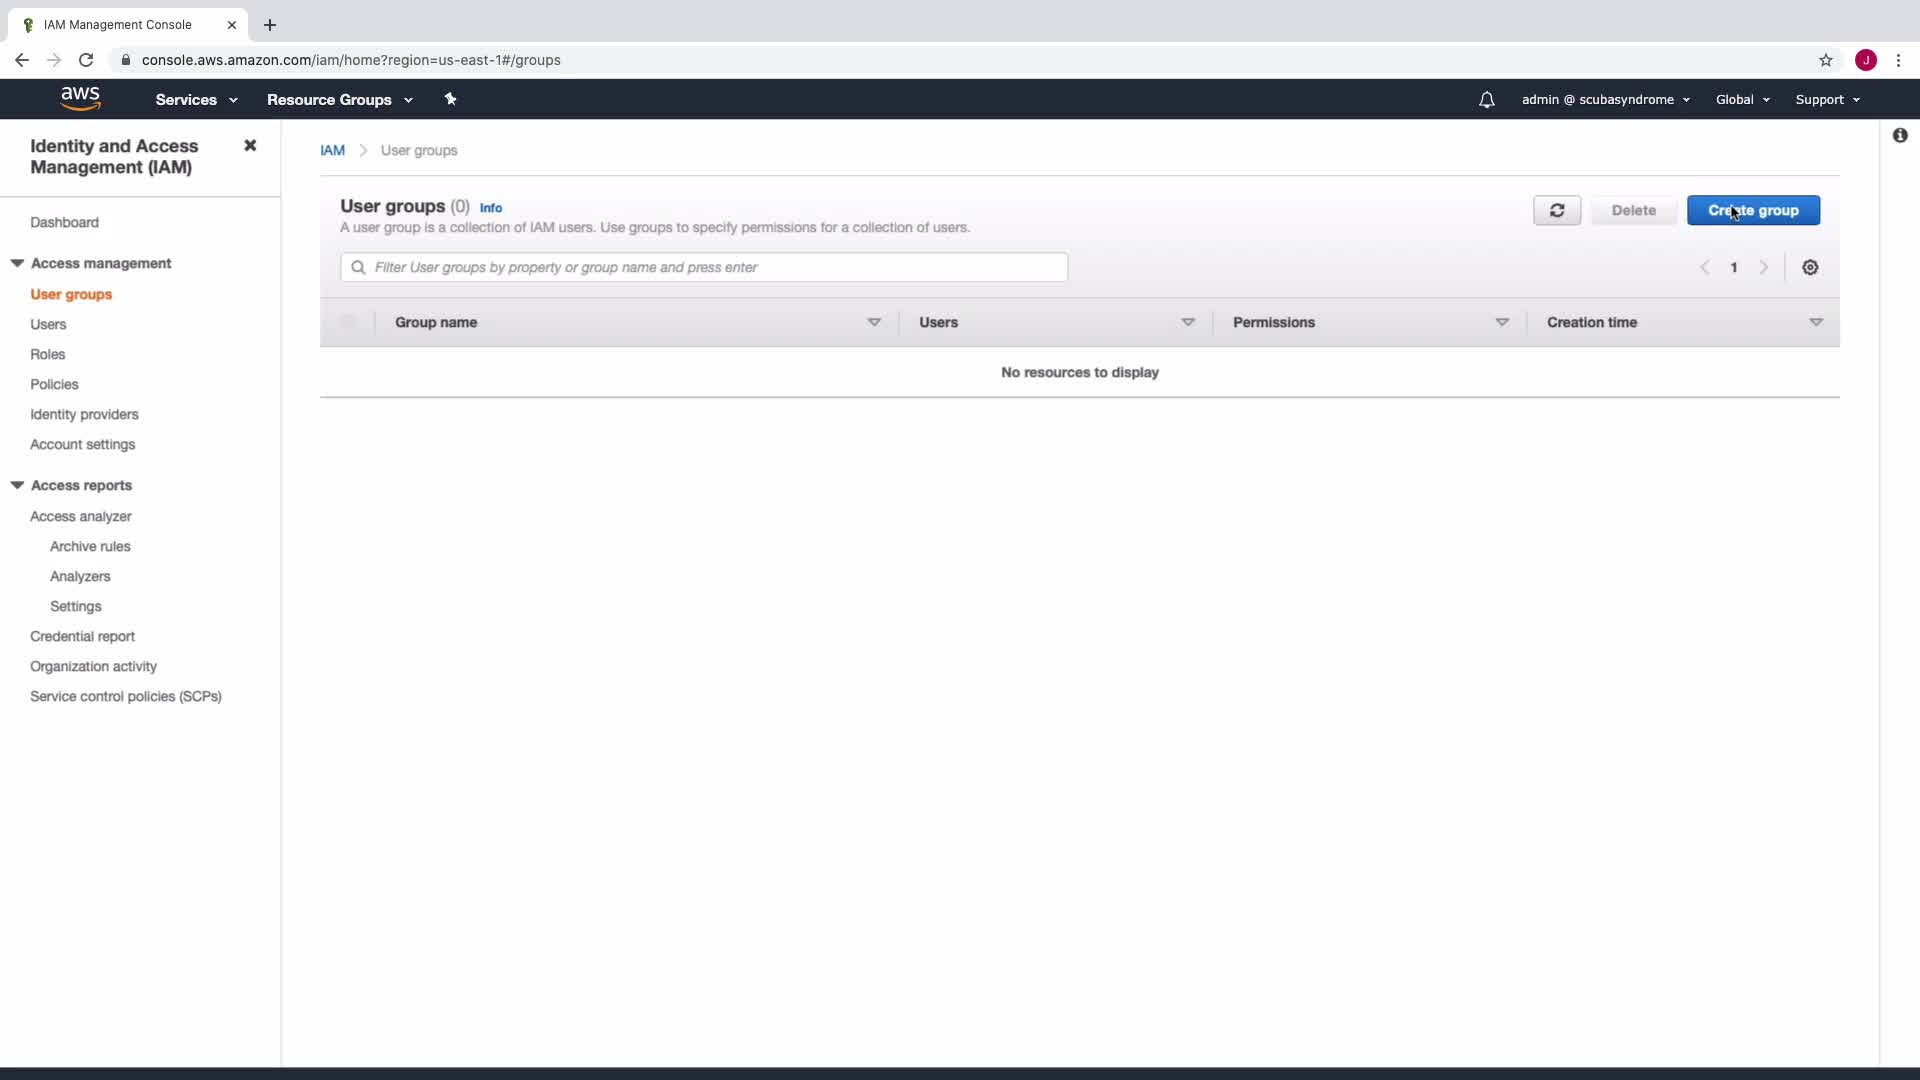 IAM Management Console
console.aws.amazon.com/iam/home?region=us-east-1#/groups
J
aws
Services
Resource Groups
admin @ scubasyndrome
Global
Support
Identity and Access
Management (IAM)
Dashboard
Access management
User groups
Users
Roles
Policies
Identity providers
Account settings
Access reports
Access analyzer
Archive rules
Analyzers
Settings
Credential report
Organization activity
Service control policies (SCPs)
IAM > User groups
User groups (0) Info
A user group is a collection of IAM users. Use groups to specify permissions for a collection of users.
Delete
Create group
Filter User groups by property or group name and press enter
1
Group name
Users
Permissions
Creation time
No resources to display